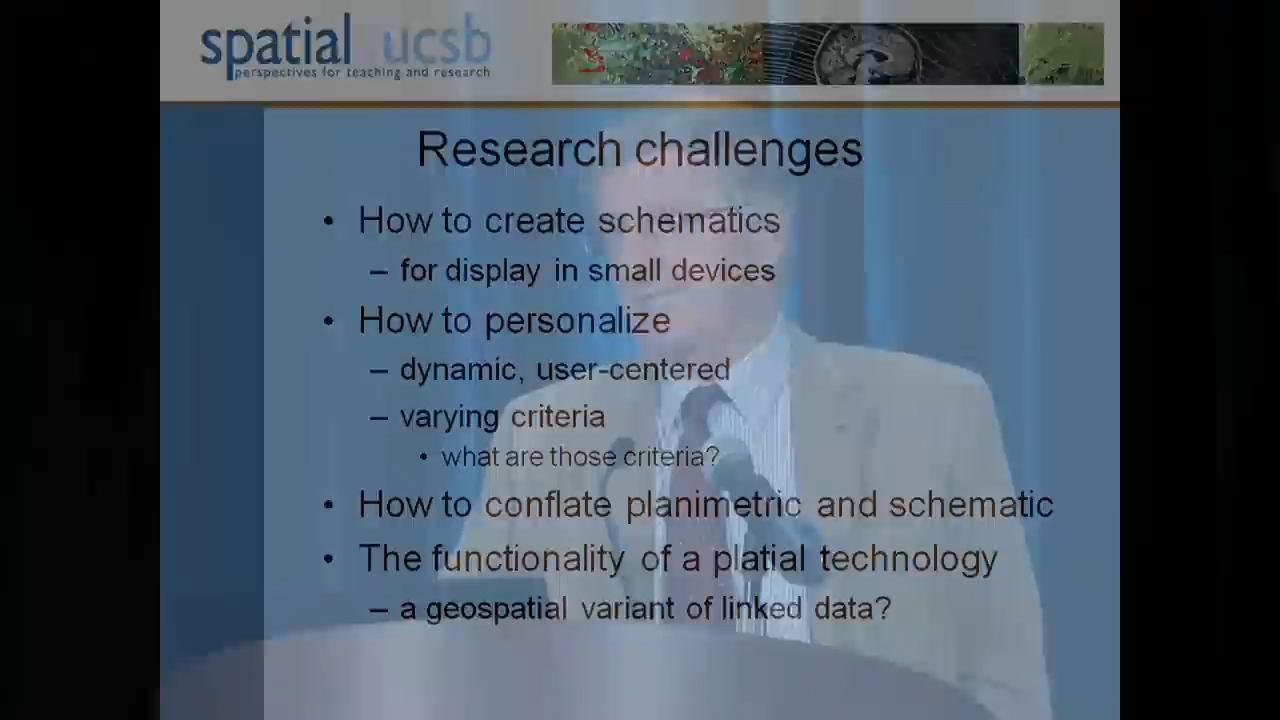 spatial ucsb
perspectives for teaching and research
Research challenges
• How to create schematics
– for display in small devices
• How to personalize
– dynamic, user-centered
– varying criteria
• what are those criteria?
• How to conflate planimetric and schematic
• The functionality of a platial technology
– a geospatial variant of linked data?